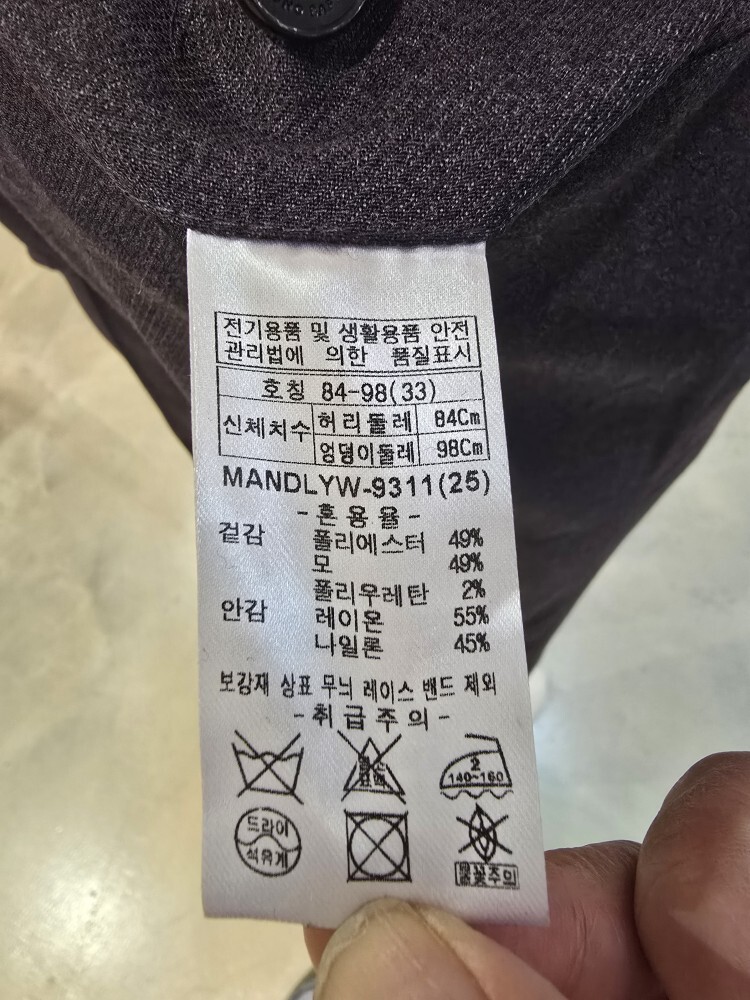 전기용품 및 생활용품 안전
관리법에 의한 품질표시
호칭 84-98(33)
신체치수 허리둘레 84Cm
엉덩이둘레 98Cm
MANDLYW-9311(25)
-혼용율-
겉감 폴리에스터 49%
모 49%
폴리우레탄 2%
안감 레이온 55%
나일론 45%
보강재 상표 무늬 레이스 밴드 제외
-취급주의-
2
140~160
드라이
석유계
불꽃주의